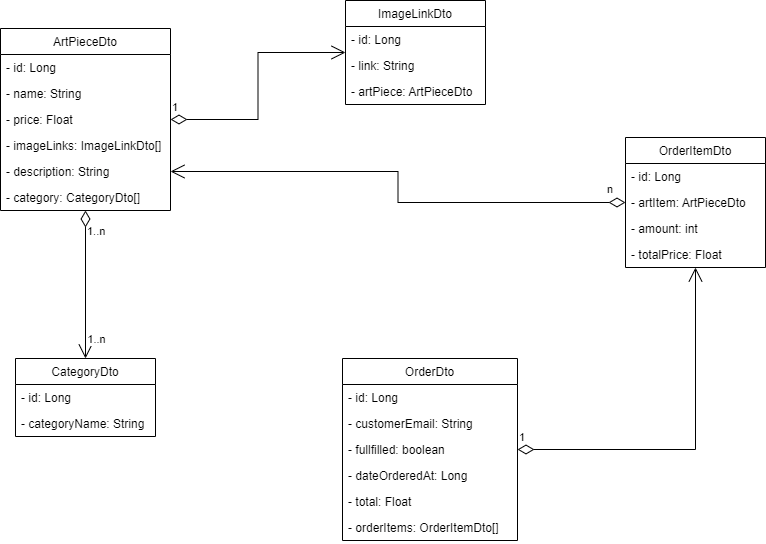 ArtPieceDto
- id: Long
- name: String
- price: Float
- imageLinks: ImageLinkDto[]
- description: String
- category: CategoryDto[]
1
1..n
1..n
ImageLinkDto
- id: Long
- link: String
- artPiece: ArtPieceDto
OrderItemDto
- id: Long
- artItem: ArtPieceDto
- amount: int
- totalPrice: Float
n
CategoryDto
- id: Long
- categoryName: String
OrderDto
- id: Long
- customerEmail: String
- fullfilled: boolean
- dateOrderedAt: Long
- total: Float
- orderItems: OrderItemDto[]
1